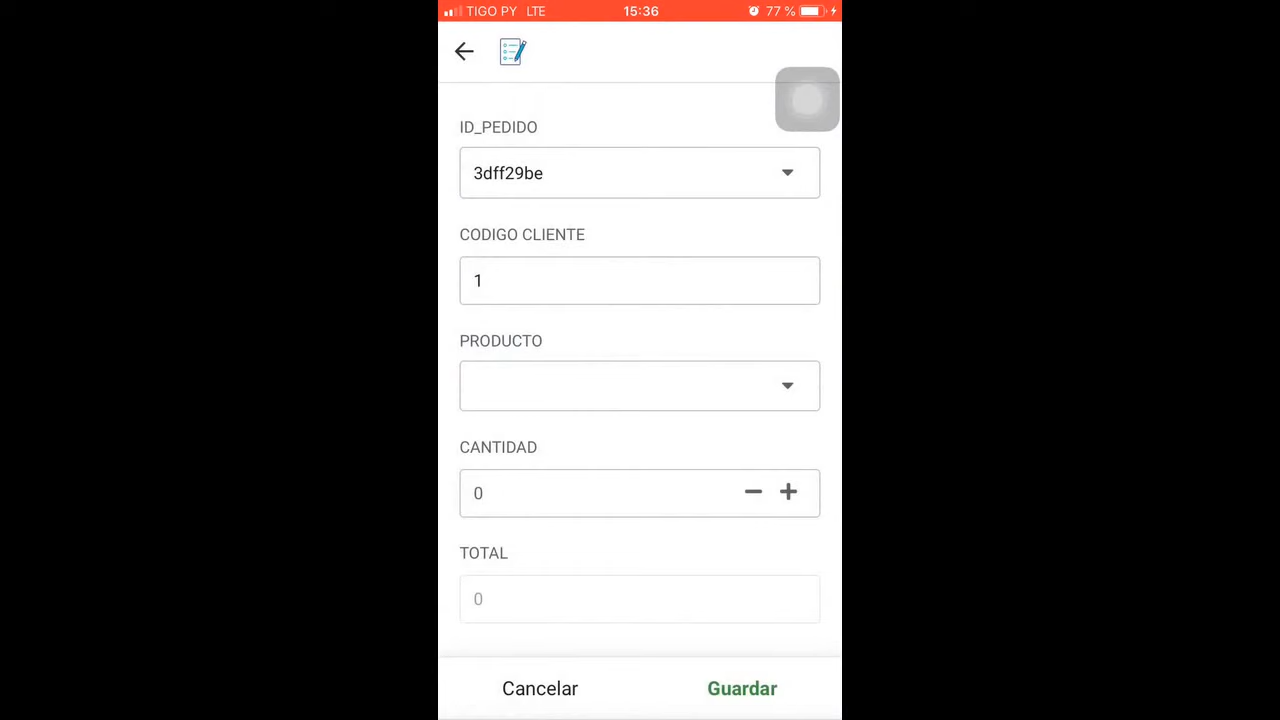 TIGO PY LTE 15:36 77 %
ID_PEDIDO
3dff29be
CODIGO CLIENTE
1
PRODUCTO
CANTIDAD
0
TOTAL
0
Cancelar Guardar